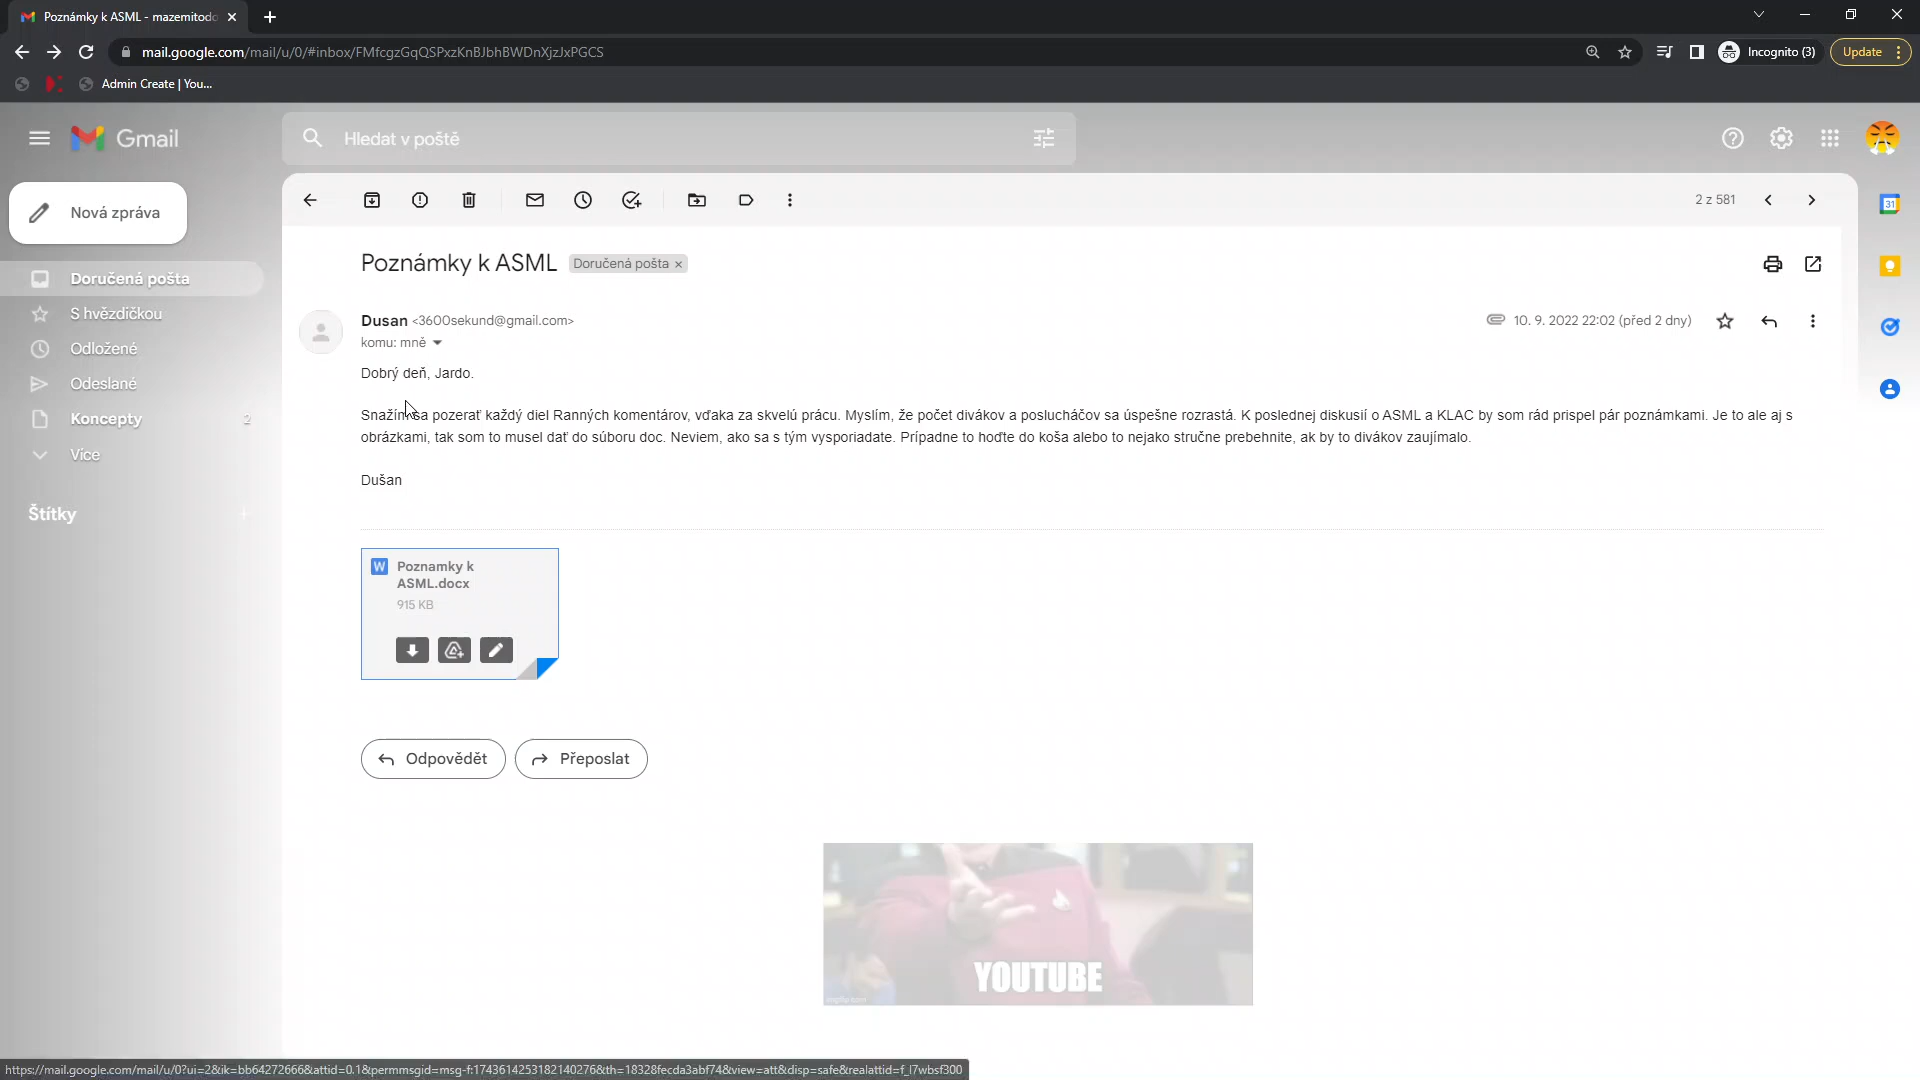 Poznámky k ASML - mazemitodo
mail.google.com/mail/u/0/#inbox/FMfcgzGqQSPxzKnBJbhBWDnXjzJxPGCS
Incognito (3)
Update
Admin Create | You...
Gmail
Hledat v poště
Nová zpráva
2 z 581
31
Doručená pošta
S hvězdičkou
Odložené
Odeslané
Koncepty 2
Více
Štítky
Poznámky k ASML Doručená pošta ×
Dusan <3600sekund@gmail.com>
10. 9. 2022 22:02 (před 2 dny)
komu: mně
Dobrý deň, Jardo.
Snažím sa pozerať každý diel Ranných komentárov, vďaka za skvelú prácu. Myslím, že počet divákov a poslucháčov sa úspešne rozrastá. K poslednej diskusií o ASML a KLAC by som rád prispel pár poznámkami. Je to ale aj s
obrázkami, tak som to musel dať do súboru doc. Neviem, ako sa s tým vysporiadate. Prípadne to hoďte do koša alebo to nejako stručne prebehnite, ak by to divákov zaujímalo.
Dušan
W Poznamky k
ASML.docx
915 KB
Odpovědět
Přeposlat
YOUTUBE
imgflip.com
https://mail.google.com/mail/u/0?ui=2&ik=bb64272666&attid=0.1&permmsgid=msg-f:1743614253182140276&th=18328fecda3abf74&view=att&disp=safe&realattid=f_l7wbsf300